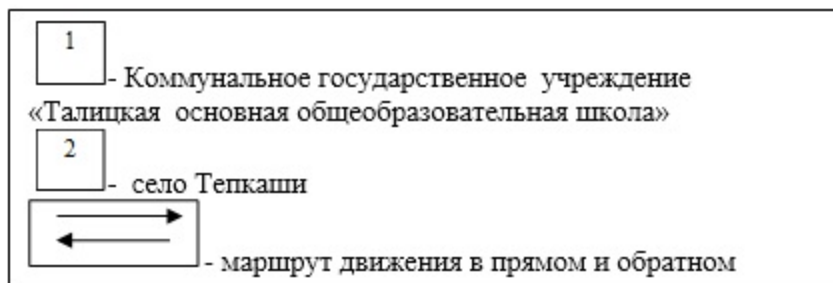 1
- Коммунальное государственное учреждение
«Талицкая основная общеобразовательная школа»
2
- село Тепкаши
- маршрут движения в прямом и обратном